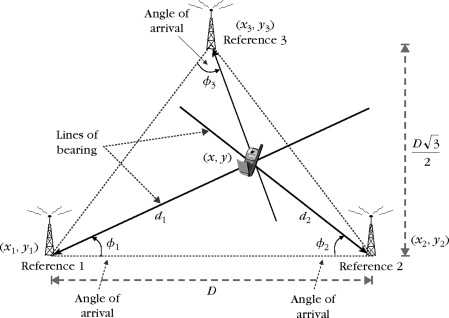 Angle of
arrival
(x₃, y₃)
Reference 3
ϕ₃
Lines of
bearing
(x, y)
D√3
2
d₁
d₂
(x₁, y₁)
ϕ₁
ϕ₂
(x₂, y₂)
Reference 1
Reference 2
D
Angle of
arrival
Angle of
arrival